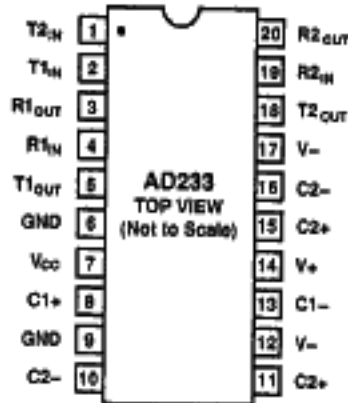 T2IN 1
T1IN 2
R1OUT 3
R1IN 4
T1OUT 5
GND 6
VCC 7
C1+ 8
GND 9
C2– 10
AD233
TOP VIEW
(Not to Scale)
20 R2OUT
19 R2IN
18 T2OUT
17 V–
16 C2–
15 C2+
14 V+
13 C1–
12 V–
11 C2+